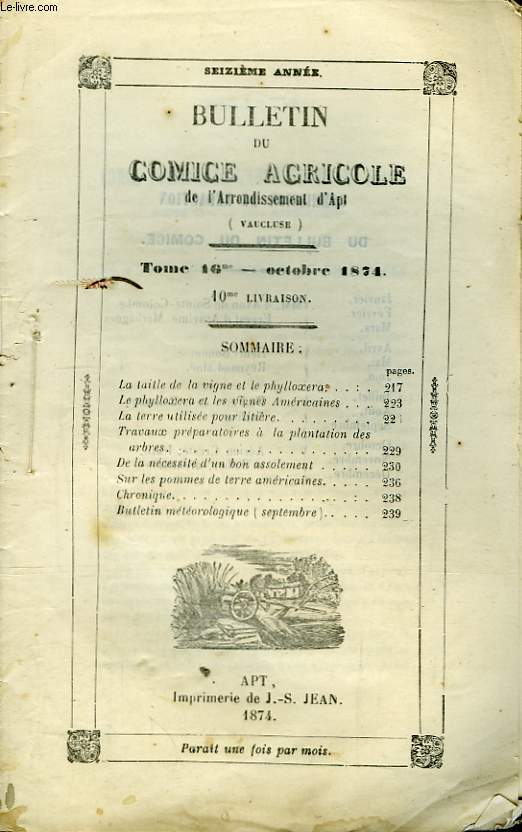 Le-livre.com
SEIZIÈME ANNÉE.
BULLETIN
DU
COMICE AGRICOLE
de l'Arrondissement d'Apt
( VAUCLUSE )
Tome 16me — octobre 1874.
10me LIVRAISON.
SOMMAIRE :
pages.
La taille de la vigne et le phylloxera. . . : . 217
Le phylloxera et les vignes Américaines . . . 223
La terre utilisée pour litière. . . . . . . . 22
Travaux préparatoires à la plantation des
arbres. . . . . . . . . . . . . . . . . . 229
De la nécessité d'un bon assolement . . . . . 230
Sur les pommes de terre américaines. . . . . 236
Chronique. . . . . . . . . . . . . . . . . 238
Bulletin météorologique ( septembre ). . . . . 239
APT,
Imprimerie de J.-S. JEAN.
1874.
Paraît une fois par mois.